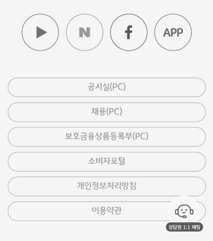 N f APP
공시실(PC)
채용(PC)
보호금융상품등록부(PC)
소비자포털
개인정보처리방침
이용약관
상담원 1:1 채팅